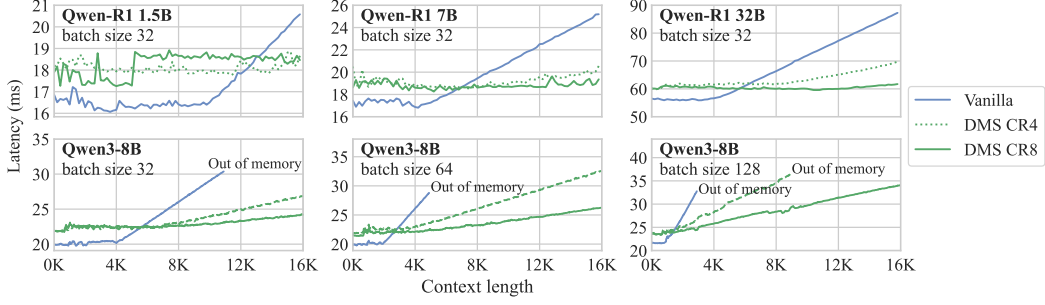 Latency (ms)
Qwen-R1 1.5B
batch size 32
21
20
19
18
17
16
Qwen-R1 7B
batch size 32
26
24
22
20
18
16
Qwen-R1 32B
batch size 32
90
80
70
60
50
Qwen3-8B
batch size 32
Out of memory
35
30
25
20
0K 4K 8K 12K 16K
Qwen3-8B
batch size 64
Out of memory
35
30
25
20
0K 4K 8K 12K 16K
Qwen3-8B
batch size 128
Out of memory
Out of memory
40
35
30
25
20
0K 4K 8K 12K 16K
Context length
Vanilla
DMS CR4
DMS CR8